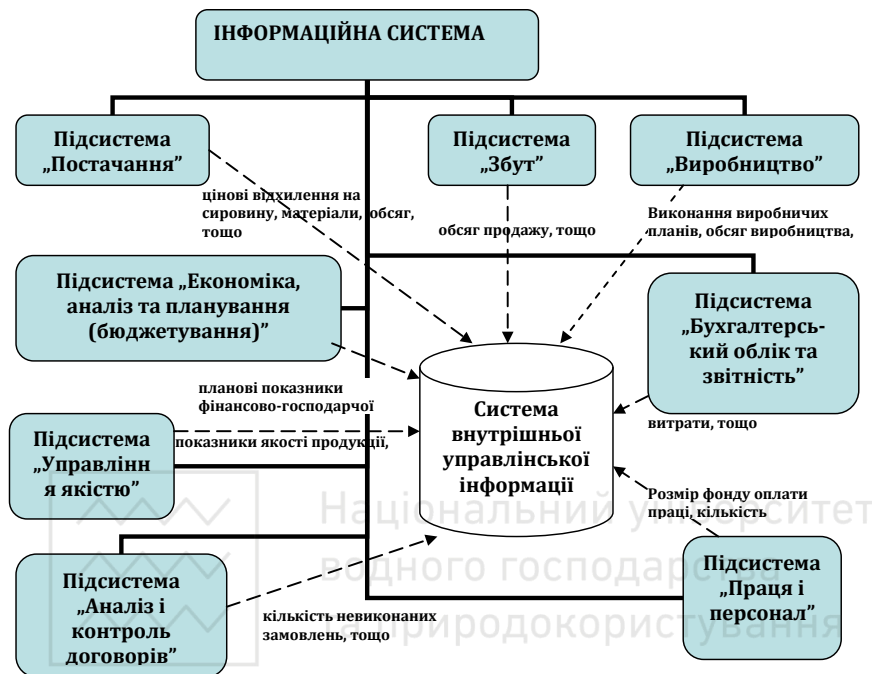 ІНФОРМАЦІЙНА СИСТЕМА
Підсистема
„Постачання”
Підсистема
„Збут”
Підсистема
„Виробництво”
цінові відхилення на
сировину, матеріали, обсяг,
тощо
обсяг продажу, тощо
Виконання виробничих
планів, обсяг виробництва,
Підсистема „Економіка,
аналіз та планування
(бюджетування)”
Підсистема
„Бухгалтерсь-
кий облік та
звітність”
планові показники
фінансово-господарчої
Система
внутрішньої
управлінської
інформації
витрати, тощо
Підсистема
„Управлінн
я якістю”
показники якості продукції,
Розмір фонду оплати
праці, кількість
Національний університет
водного господарства
та природокористування
Підсистема
„Аналіз і
контроль
договорів”
кількість невиконаних
замовлень, тощо
Підсистема
„Праця і
персонал”